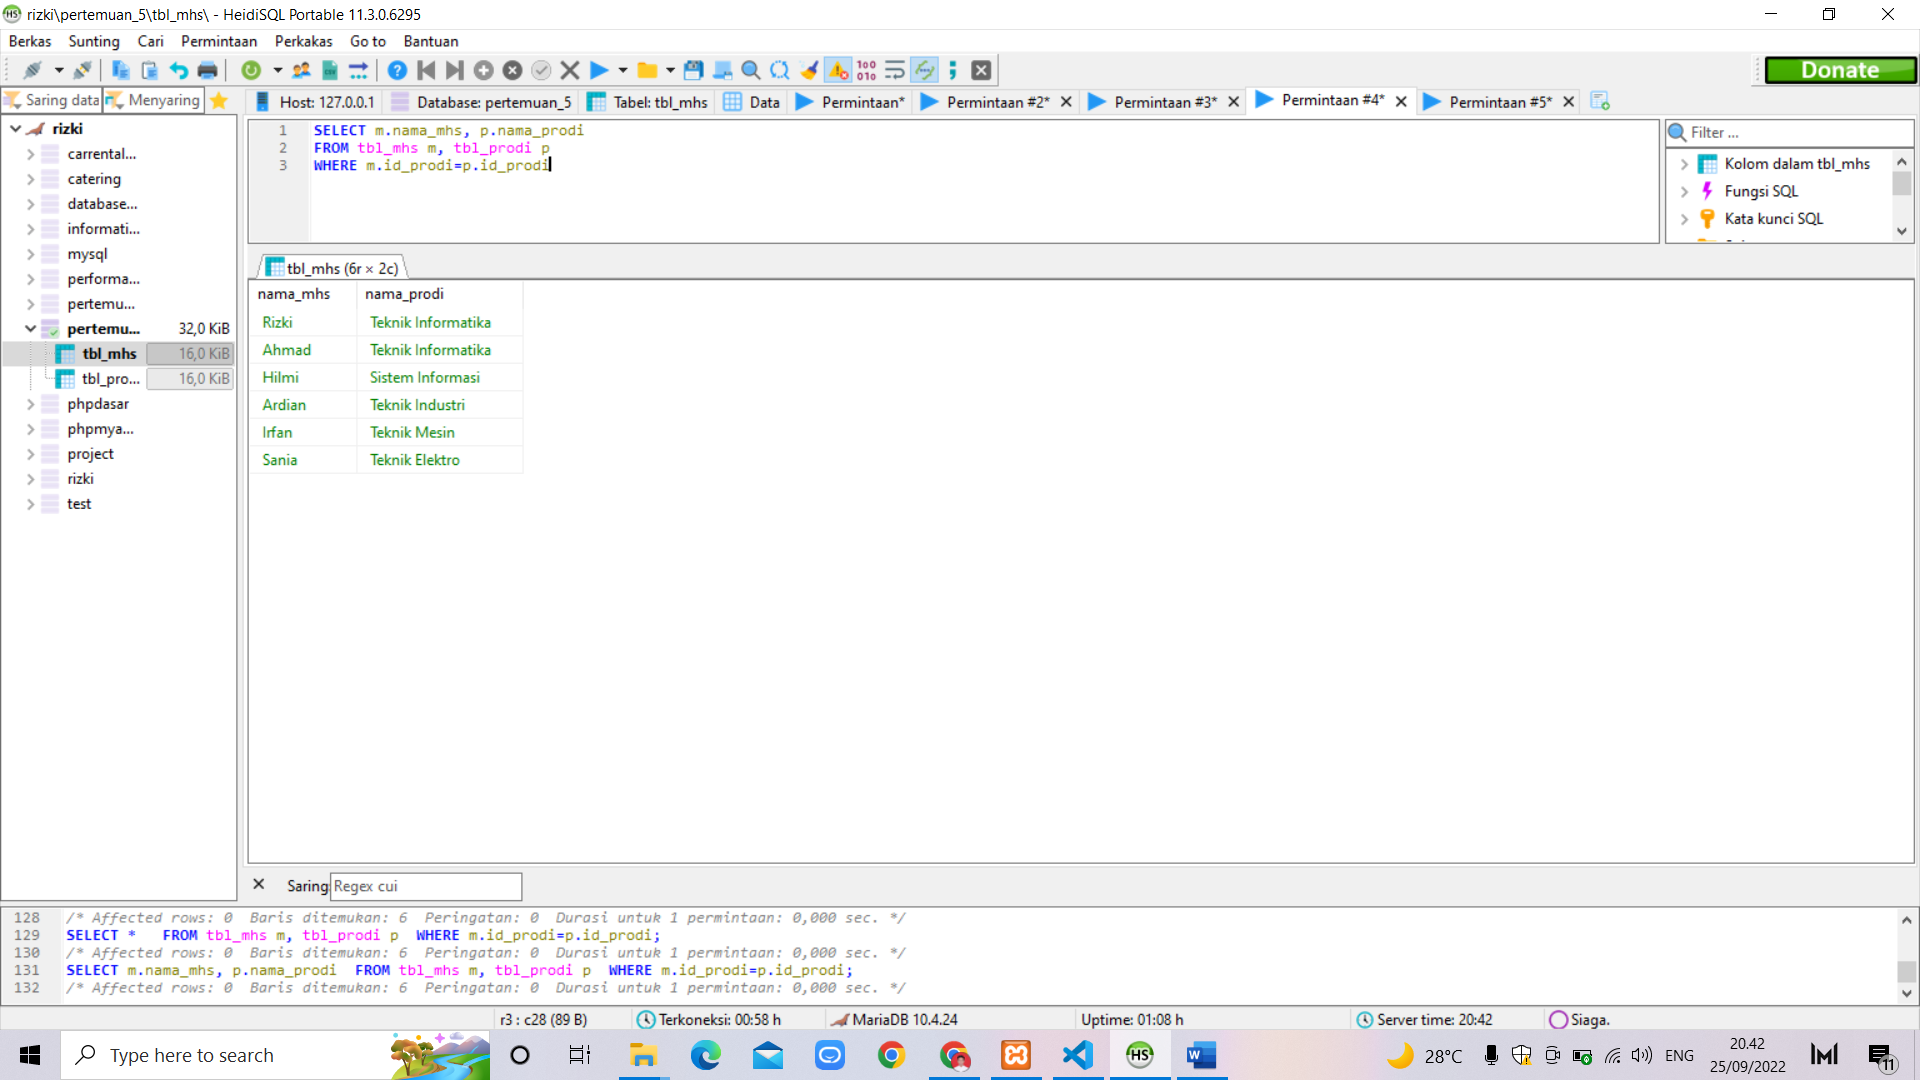 rizki\pertemuan_5\tbl_mhs\ - HeidiSQL Portable 11.3.0.6295
Berkas Sunting Cari Permintaan Perkakas Go to Bantuan
Donate
Saring data Menyaring
Host: 127.0.0.1 Database: pertemuan_5 Tabel: tbl_mhs Data Permintaan* Permintaan #2* Permintaan #3* Permintaan #4* Permintaan #5*
rizki
carrental...
catering
database...
informati...
mysql
performa...
pertemu...
pertemu... 32,0 KiB
tbl_mhs 16,0 KiB
tbl_pro... 16,0 KiB
phpdasar
phpmya...
project
rizki
test
1 SELECT m.nama_mhs, p.nama_prodi
2 FROM tbl_mhs m, tbl_prodi p
3 WHERE m.id_prodi=p.id_prodi
Filter ...
Kolom dalam tbl_mhs
Fungsi SQL
Kata kunci SQL
tbl_mhs (6r × 2c)
nama_mhs nama_prodi
Rizki Teknik Informatika
Ahmad Teknik Informatika
Hilmi Sistem Informasi
Ardian Teknik Industri
Irfan Teknik Mesin
Sania Teknik Elektro
Saring Regex cui
128 /* Affected rows: 0 Baris ditemukan: 6 Peringatan: 0 Durasi untuk 1 permintaan: 0,000 sec. */
129 SELECT * FROM tbl_mhs m, tbl_prodi p WHERE m.id_prodi=p.id_prodi;
130 /* Affected rows: 0 Baris ditemukan: 6 Peringatan: 0 Durasi untuk 1 permintaan: 0,000 sec. */
131 SELECT m.nama_mhs, p.nama_prodi FROM tbl_mhs m, tbl_prodi p WHERE m.id_prodi=p.id_prodi;
132 /* Affected rows: 0 Baris ditemukan: 6 Peringatan: 0 Durasi untuk 1 permintaan: 0,000 sec. */
r3 : c28 (89 B) Terkoneksi: 00:58 h MariaDB 10.4.24 Uptime: 01:08 h Server time: 20:42 Siaga.
Type here to search
28°C ENG
20.42
25/09/2022
11